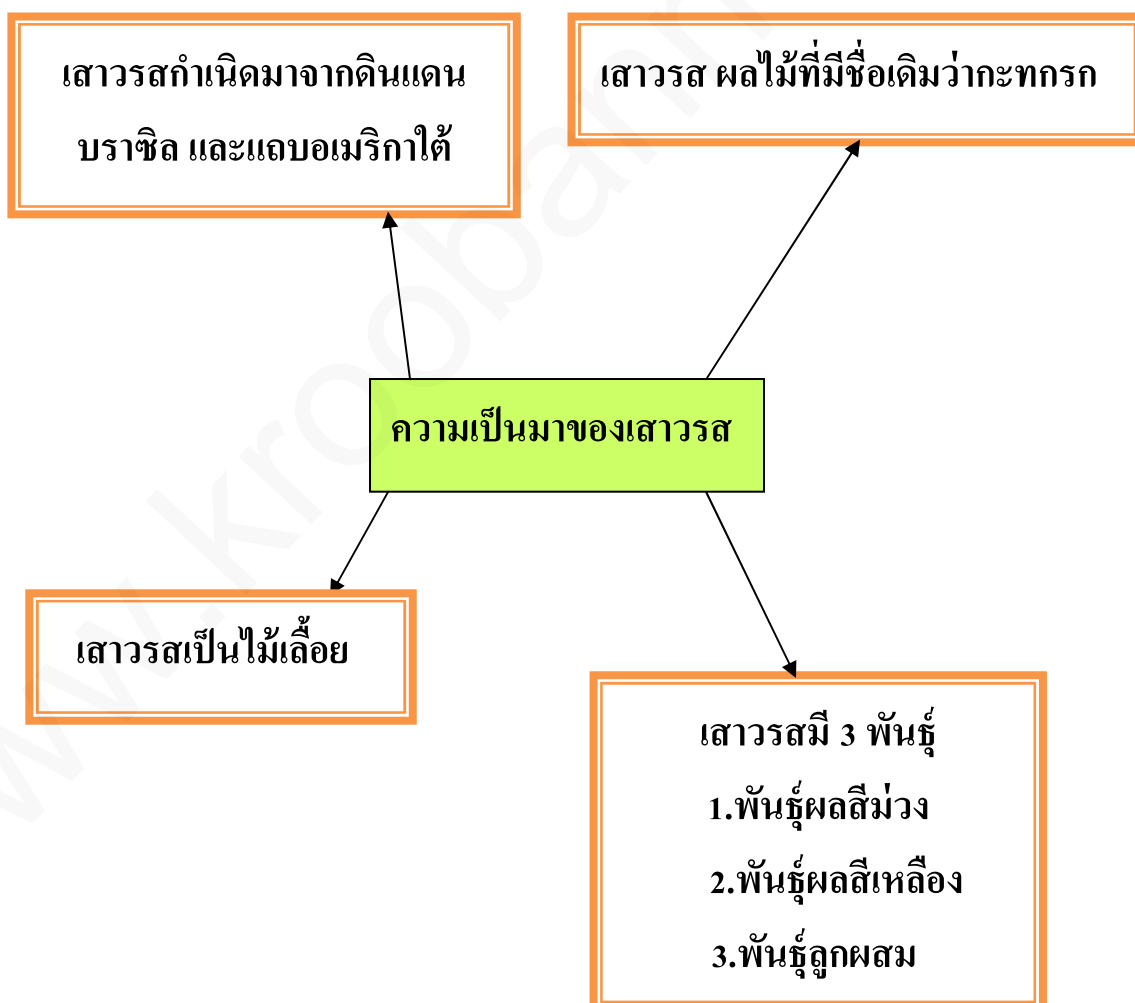 เสาวรสกำเนิดมาจากดินแดน
บราซิล และแถบอเมริกาใต้
เสาวรส ผลไม้ที่มีชื่อเดิมว่ากะทกรก
ความเป็นมาของเสาวรส
เสาวรสเป็นไม้เลื้อย
เสาวรสมี 3 พันธุ์
1.พันธุ์ผลสีม่วง
2.พันธุ์ผลสีเหลือง
3.พันธุ์ลูกผสม
www.krooban